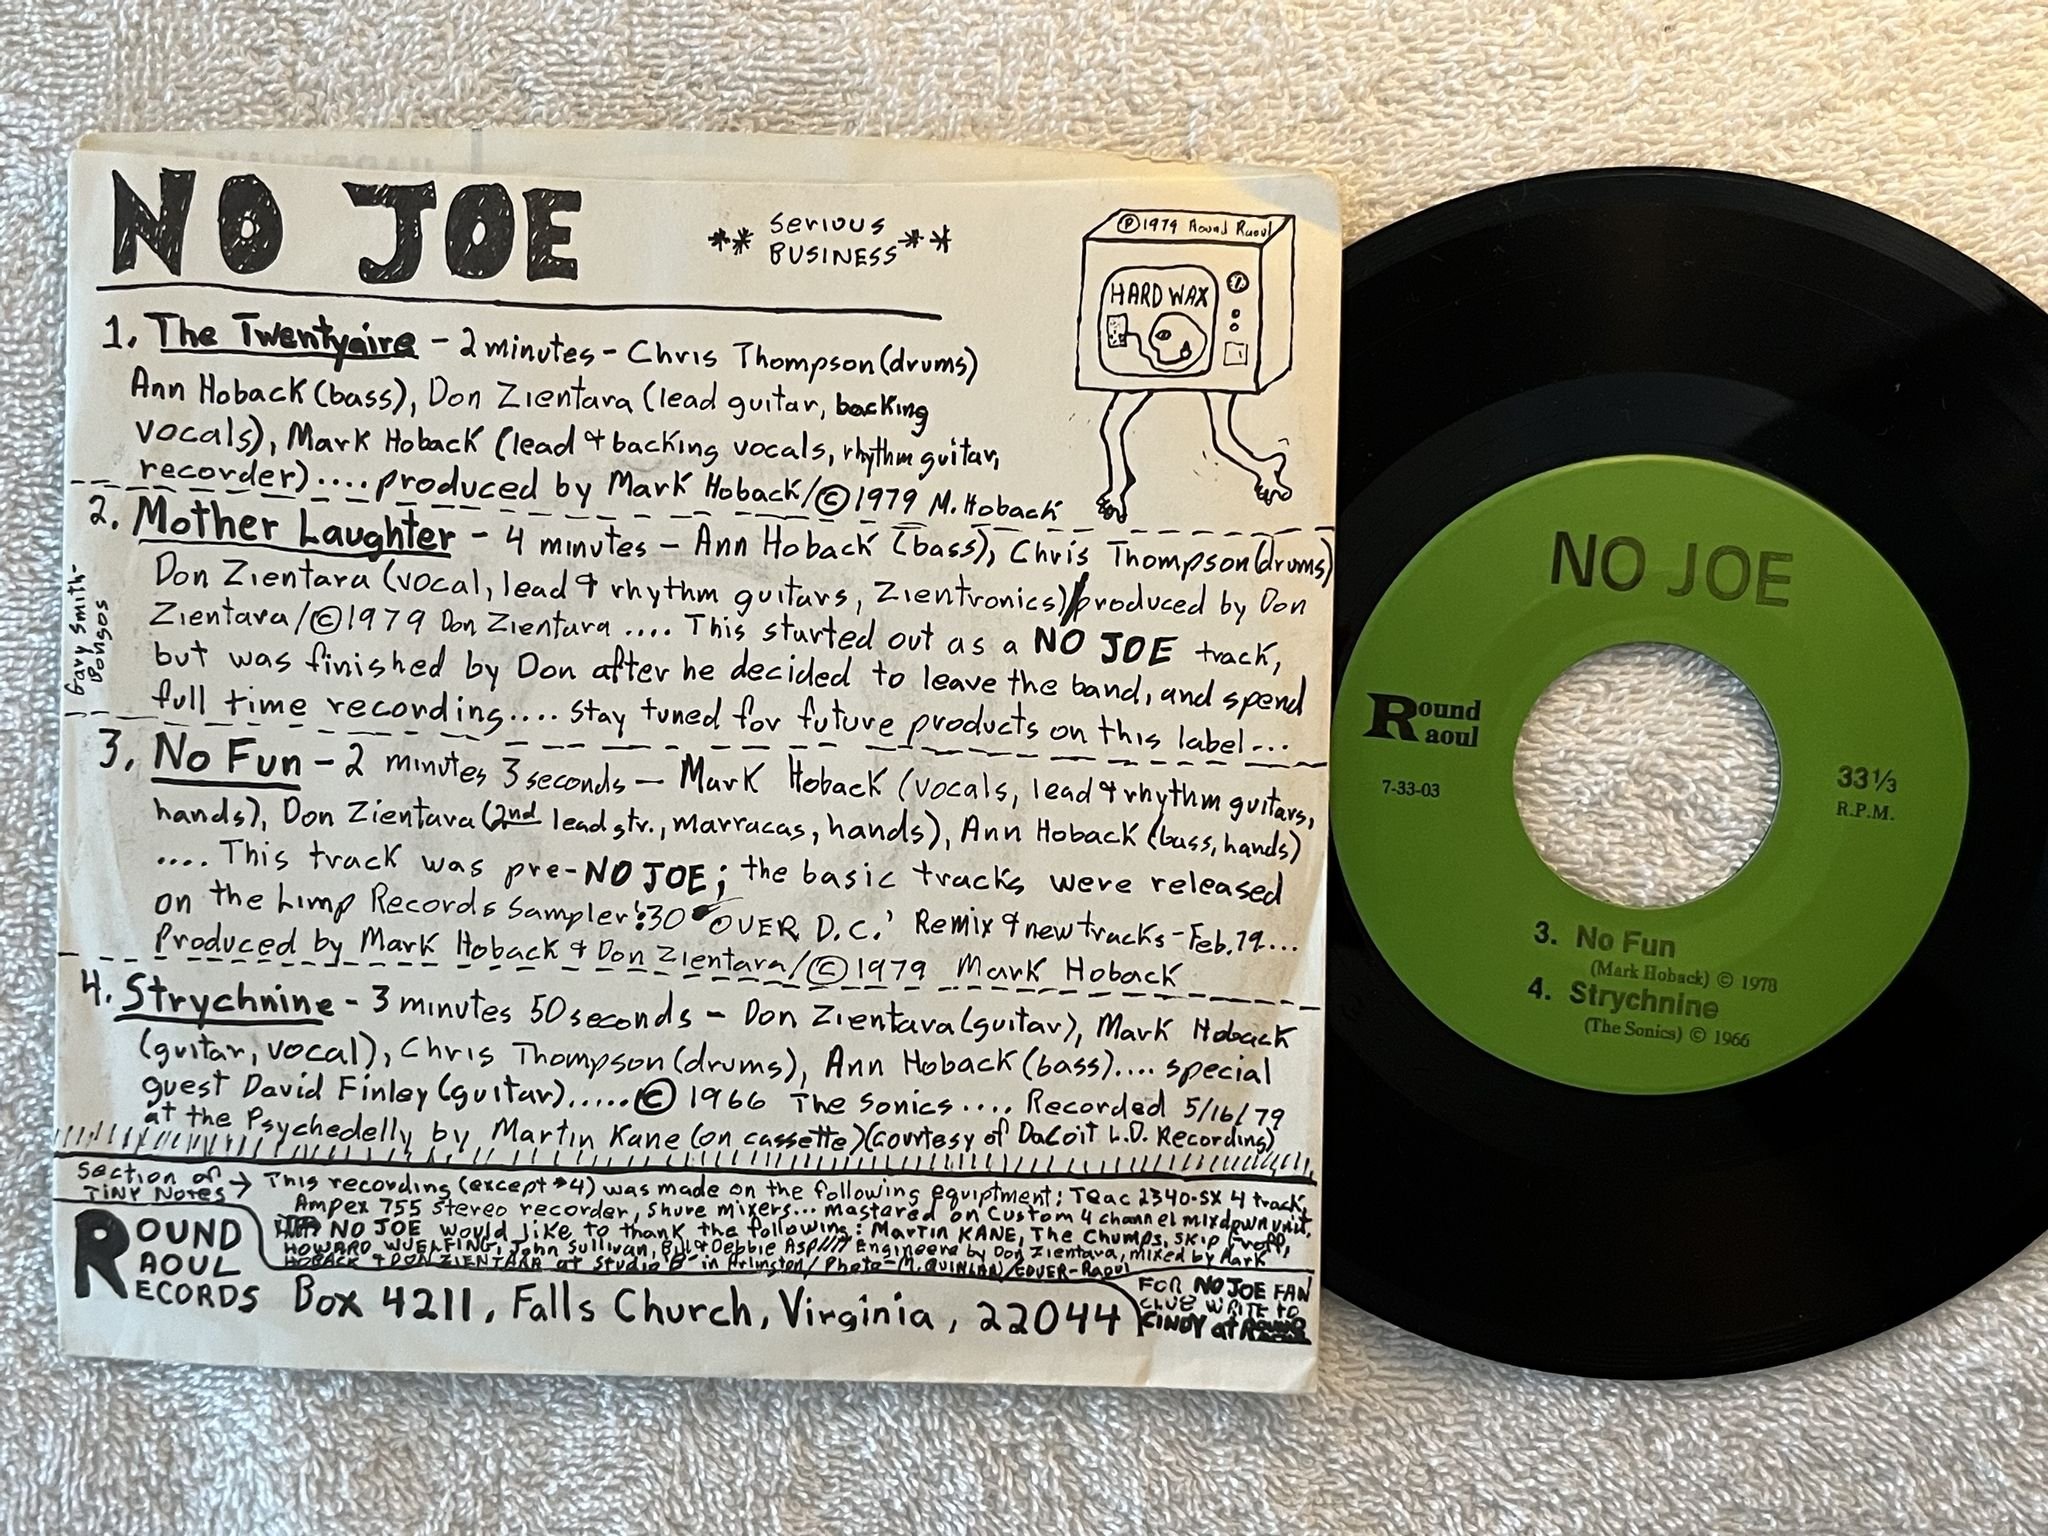 NO JOE
** SERIOUS
BUSINESS **
Ⓟ1979 Round Raoul
HARD WAX
1. The Twentyaire - 2 minutes - Chris Thompson (drums)
Ann Hoback (bass), Don Zientara (lead guitar, backing
vocals), Mark Hoback (lead & backing vocals, rhythm guitar,
recorder).... produced by Mark Hoback/©1979 M. Hoback
2. Mother Laughter - 4 minutes - Ann Hoback (bass), Chris Thompson (drums)
Don Zientara (vocal, lead & rhythm guitars, Zientronics)/produced by Don
Zientara/©1979 Don Zientara .... This started out as a NO JOE track,
but was finished by Don after he decided to leave the band, and spend
full time recording.... stay tuned for future products on this label...
Gary Smith-
Bongos
3. No Fun - 2 minutes 3 seconds - Mark Hoback (vocals, lead & rhythm guitars,
hands), Don Zientara (2nd lead gtr., marracas, hands), Ann Hoback (bass, hands)
.... This track was pre-NO JOE; the basic tracks were released
on the Limp Records Sampler ':30 OVER D.C.' Remix & new tracks - Feb. 79...
Produced by Mark Hoback & Don Zientara/©1979 Mark Hoback
4. Strychnine - 3 minutes 50 seconds - Don Zientara (guitar), Mark Hoback
(guitar, vocal), Chris Thompson (drums), Ann Hoback (bass).... special
guest David Finley (guitar).....© 1966 The Sonics .... Recorded 5/16/79
at the Psychedelly by Martin Kane (on cassette) (courtesy of DaCoit L.D. Recording)
Section of
TINY NOTES → This recording (except #4) was made on the following equiptment: Teac 2340-SX 4 track,
Ampex 755 stereo recorder, Shure mixers... mastared on custom 4 channel mixdown unit.
NO JOE would like to thank the following: Martin KANE, The Chumps, Skip Groff,
HOWARD WUELFING, John Sullivan, Bill & Debbie Asp//// Engineered by Don Zientara, mixed by Mark
HOBACK & DON ZIENTARA at Studio 'B' in Arlington/ Photo-M. QUINLAN/COVER-Raoul
ROUND
RAOUL
RECORDS
Box 4211, Falls Church, Virginia, 22044
FOR NO JOE FAN
CLUB WRITE TO
CINDY at ROUND
RAOUL
NO JOE
Round
Raoul
7-33-03
33⅓
R.P.M.
3. No Fun
(Mark Hoback) © 1978
4. Strychnine
(The Sonics) © 1966